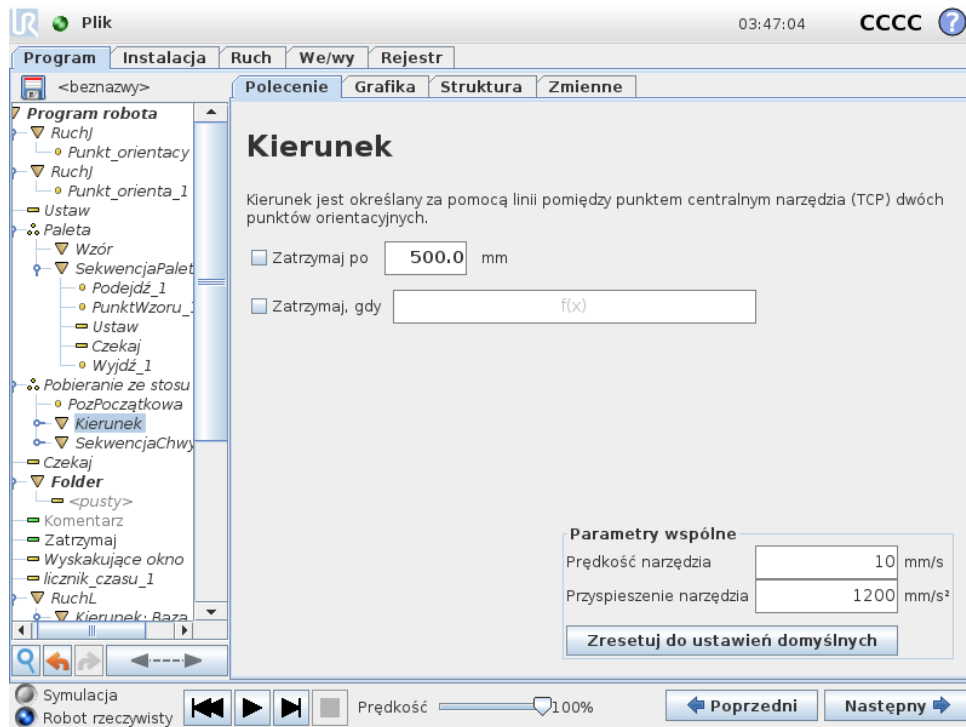 UR Plik 03:47:04 CCCC ?
Program Instalacja Ruch We/wy Rejestr
<beznazwy>
Program robota
RuchJ
Punkt_orientacy
RuchJ
Punkt_orienta_1
Ustaw
Paleta
Wzór
SekwencjaPalet
Podejdź_1
PunktWzoru_1
Ustaw
Czekaj
Wyjdź_1
Pobieranie ze stosu
PozPoczątkowa
Kierunek
SekwencjaChwy
Czekaj
Folder
<pusty>
Komentarz
Zatrzymaj
Wyskakujące okno
licznik_czasu_1
RuchL
Kierunek: Baza
Polecenie Grafika Struktura Zmienne
Kierunek
Kierunek jest określany za pomocą linii pomiędzy punktem centralnym narzędzia (TCP) dwóch
punktów orientacyjnych.
Zatrzymaj po 500.0 mm
Zatrzymaj, gdy f(x)
Parametry wspólne
Prędkość narzędzia 10 mm/s
Przyspieszenie narzędzia 1200 mm/s²
Zresetuj do ustawień domyślnych
Symulacja
Robot rzeczywisty
Prędkość 100%
Poprzedni Następny